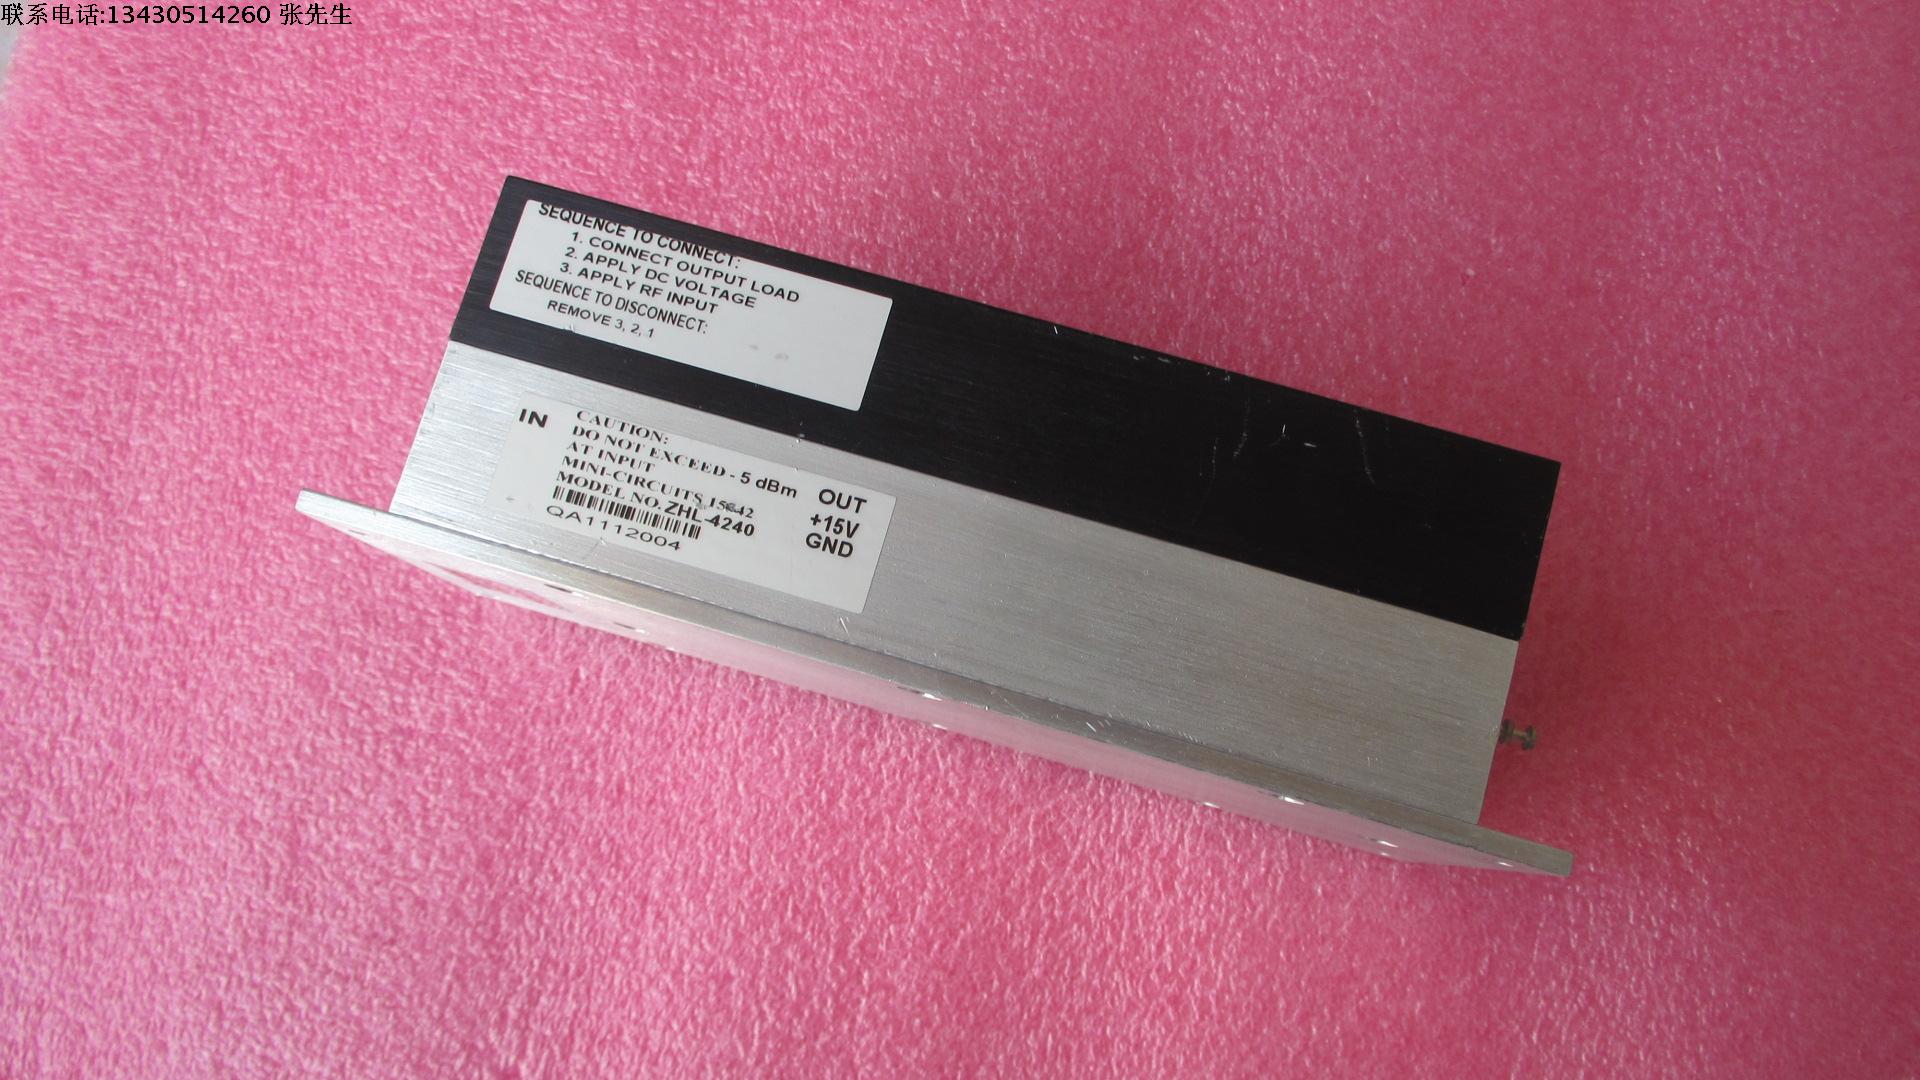 联系电话:13430514260 张先生
SEQUENCE TO CONNECT:
1. CONNECT OUTPUT LOAD
2. APPLY DC VOLTAGE
3. APPLY RF INPUT
SEQUENCE TO DISCONNECT:
REMOVE 3, 2, 1
IN
CAUTION:
DO NOT EXCEED - 5 dBm
AT INPUT
MINI-CIRCUITS
MODEL NO. ZHL-4240
QA1112004
OUT
+15V
GND